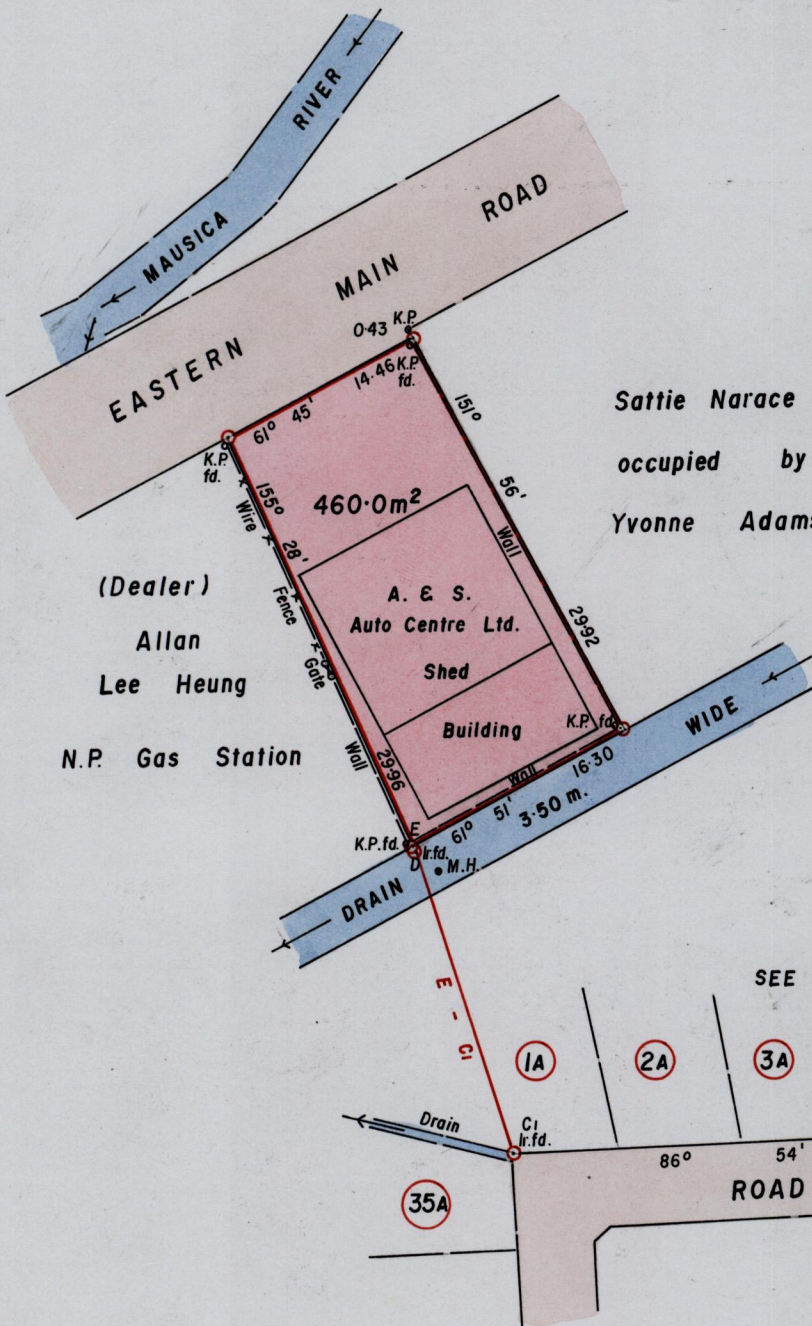 RIVER
MAUSICA
EASTERN MAIN ROAD
0·43 K.P.
14·46 K.P. fd.
61° 45'
K.P. fd.
155° 28'
Wire Fence
Gate
Wall
29·96
151° 56'
Wall
29·92
460·0m²
A. & S.
Auto Centre Ltd.
Shed
Building
Sattie Narace
occupied by
Yvonne Adams
(Dealer)
Allan
Lee Heung
N.P. Gas Station
K.P. fd.
Wall
16·30
61° 51'
E
K.P. fd.
Ir.fd.
D
M.H.
DRAIN 3·50 m. WIDE
E - C1
SEE
1A
2A
3A
Drain
C1
Ir.fd.
86° 54'
ROAD
35A